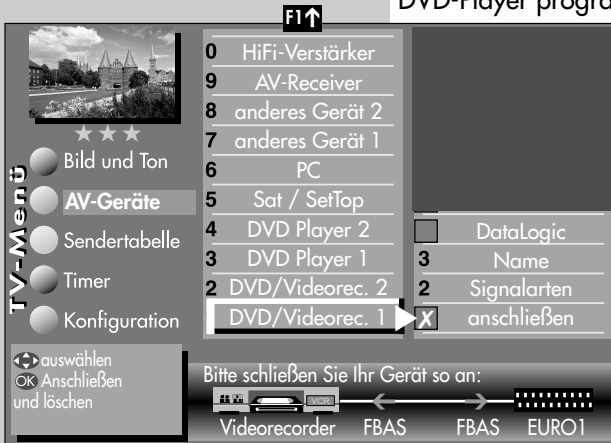 DVD-Player progra
F1↑
0 HiFi-Verstärker
9 AV-Receiver
8 anderes Gerät 2
7 anderes Gerät 1
6 PC
5 Sat / SetTop
4 DVD Player 2
3 DVD Player 1
2 DVD/Videorec. 2
DVD/Videorec. 1
TV-Menü
Bild und Ton
AV-Geräte
Sendertabelle
Timer
Konfiguration
DataLogic
3 Name
2 Signalarten
X anschließen
auswählen
OK Anschließen
und löschen
Bitte schließen Sie Ihr Gerät so an:
VCR
Videorecorder FBAS FBAS EURO1